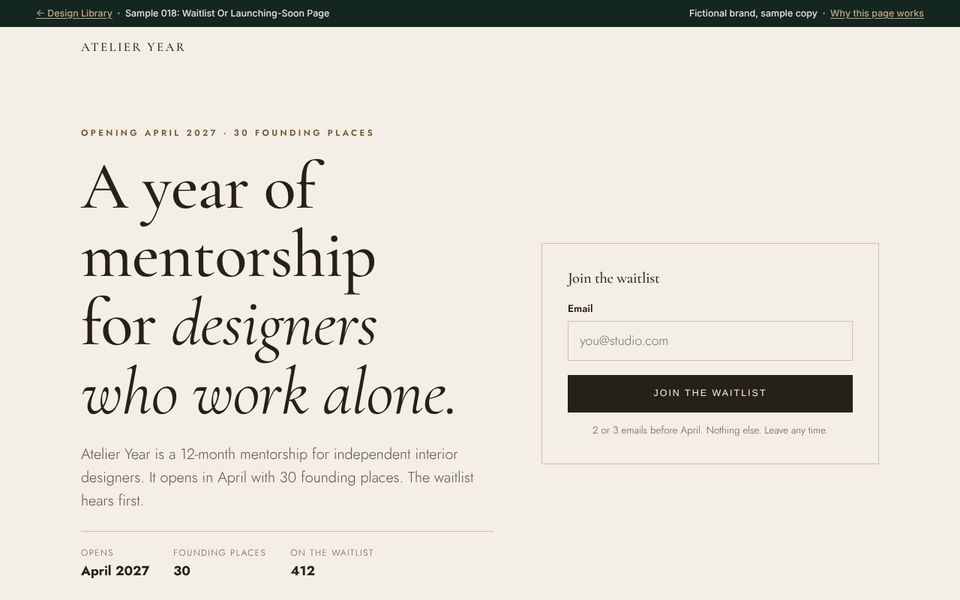 ← Design Library · Sample 018: Waitlist Or Launching-Soon Page
Fictional brand, sample copy · Why this page works
ATELIER YEAR
OPENING APRIL 2027 · 30 FOUNDING PLACES
A year of
mentorship
for designers
who work alone.
Atelier Year is a 12-month mentorship for independent interior
designers. It opens in April with 30 founding places. The waitlist
hears first.
OPENS
April 2027
FOUNDING PLACES
30
ON THE WAITLIST
412
Join the waitlist
Email
you@studio.com
JOIN THE WAITLIST
2 or 3 emails before April. Nothing else. Leave any time.